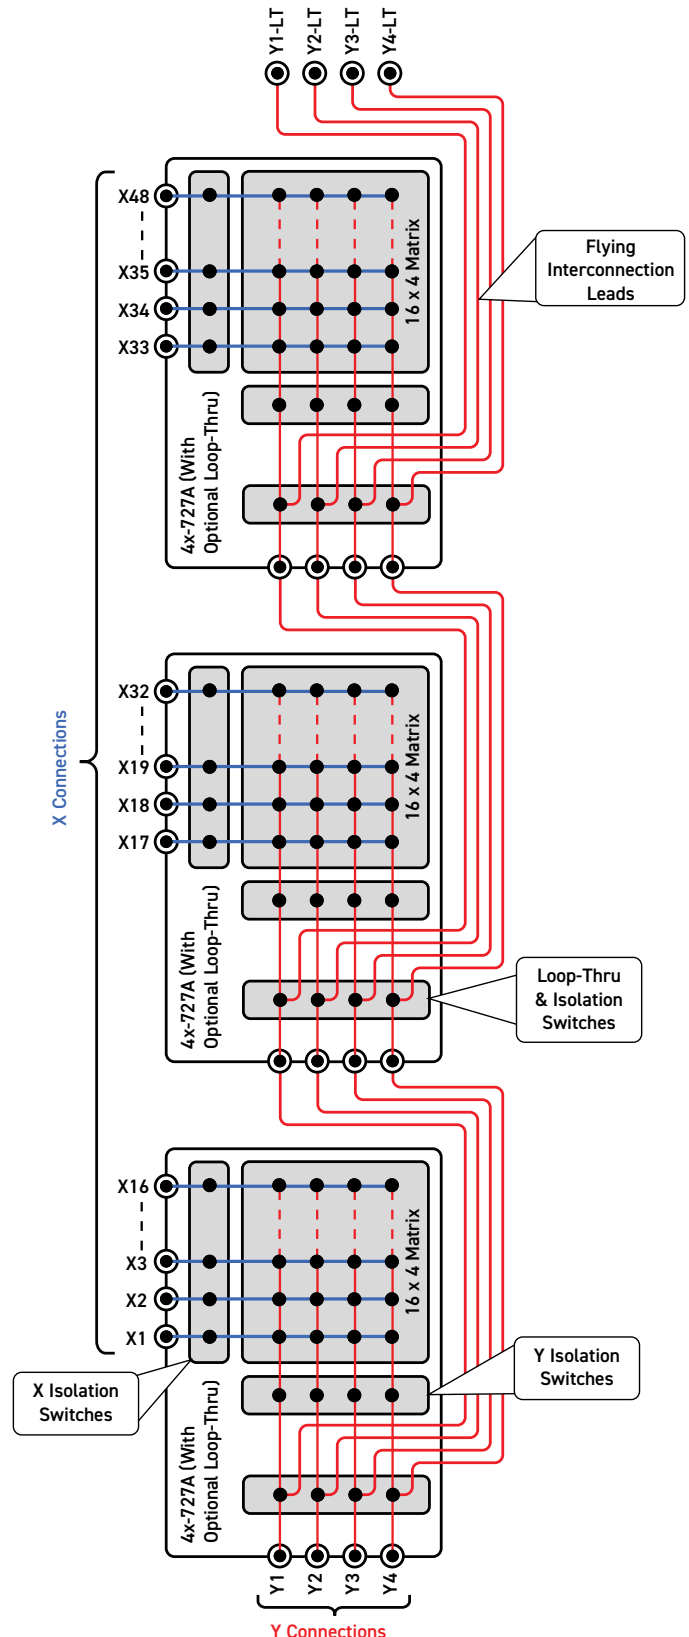 Y1-LT
Y2-LT
Y3-LT
Y4-LT
X48
X35
X34
X33
16 x 4 Matrix
4x-727A (With
Optional Loop-Thru)
Flying
Interconnection
Leads
X Connections
X32
X19
X18
X17
16 x 4 Matrix
4x-727A (With
Optional Loop-Thru)
Loop-Thru
& Isolation
Switches
X16
X3
X2
X1
16 x 4 Matrix
4x-727A (With
Optional Loop-Thru)
X Isolation
Switches
Y Isolation
Switches
Y1
Y2
Y3
Y4
Y Connections